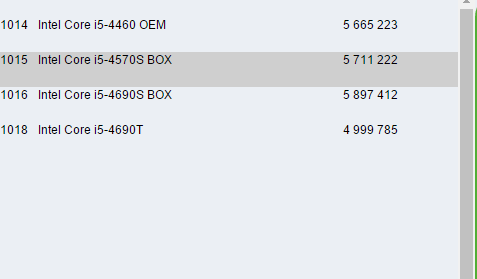 1014 Intel Core i5-4460 OEM 5 665 223
1015 Intel Core i5-4570S BOX 5 711 222
1016 Intel Core i5-4690S BOX 5 897 412
1018 Intel Core i5-4690T 4 999 785